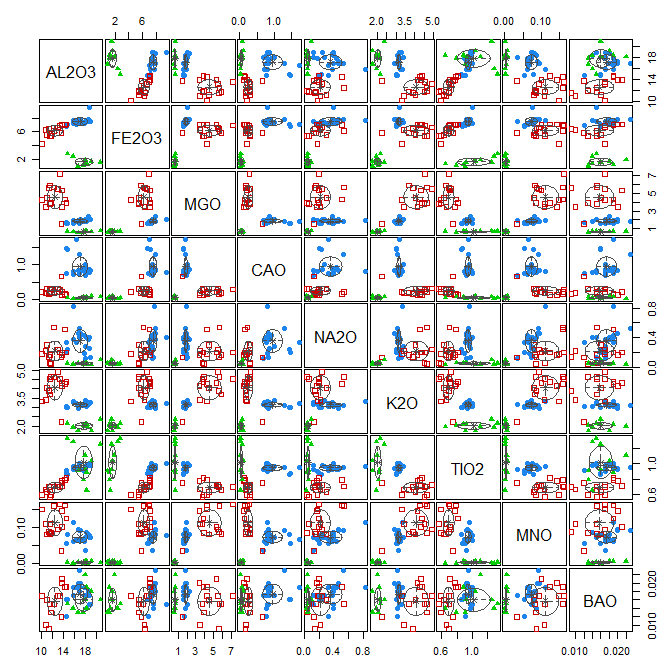 2 6 0.0 1.0 2.0 3.5 5.0 0.00 0.10
AL2O3 10 14 18
2 6 FE2O3
MGO 1 3 5 7
0.0 1.0 CAO
NA2O 0.0 0.4 0.8
2.0 3.5 5.0 K2O
TIO2 0.6 1.0
0.00 0.10 MNO
BAO 0.010 0.020
10 14 18 1 3 5 7 0.0 0.4 0.8 0.6 1.0 0.010 0.020